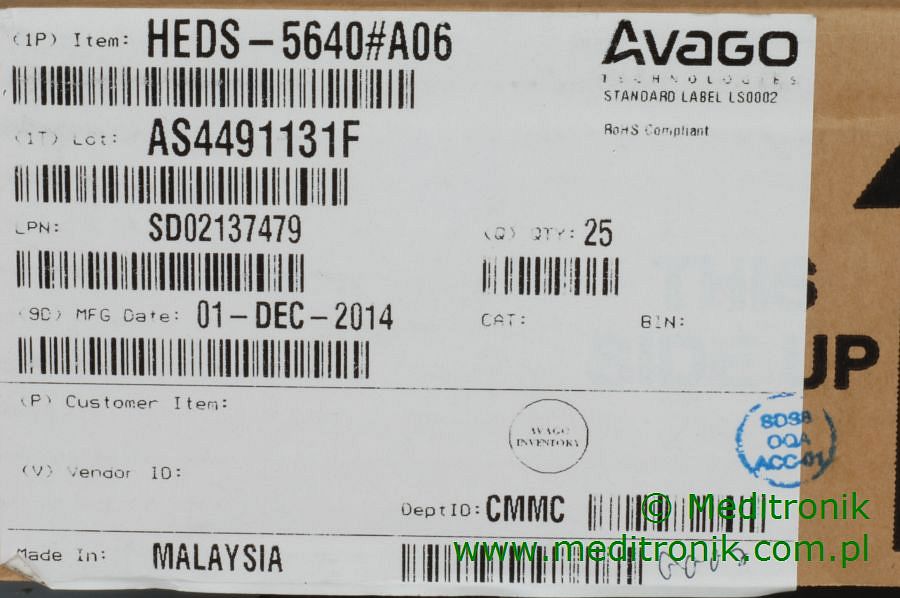 (1P) Item: HEDS-5640#A06
AVAGO
TECHNOLOGIES
STANDARD LABEL LS0002
RoHS Compliant
(1T) Lot: AS4491131F
LPN: SD02137479
(Q) QTY: 25
(9D) MFG Date: 01-DEC-2014
CAT:
BIN:
UP
(P) Customer Item:
AVAGO
INVENTORY
OQA
ACC-01
(V) Vendor ID:
DeptID: CMMC
© Meditronik
www.meditronik.com.pl
Made In: MALAYSIA